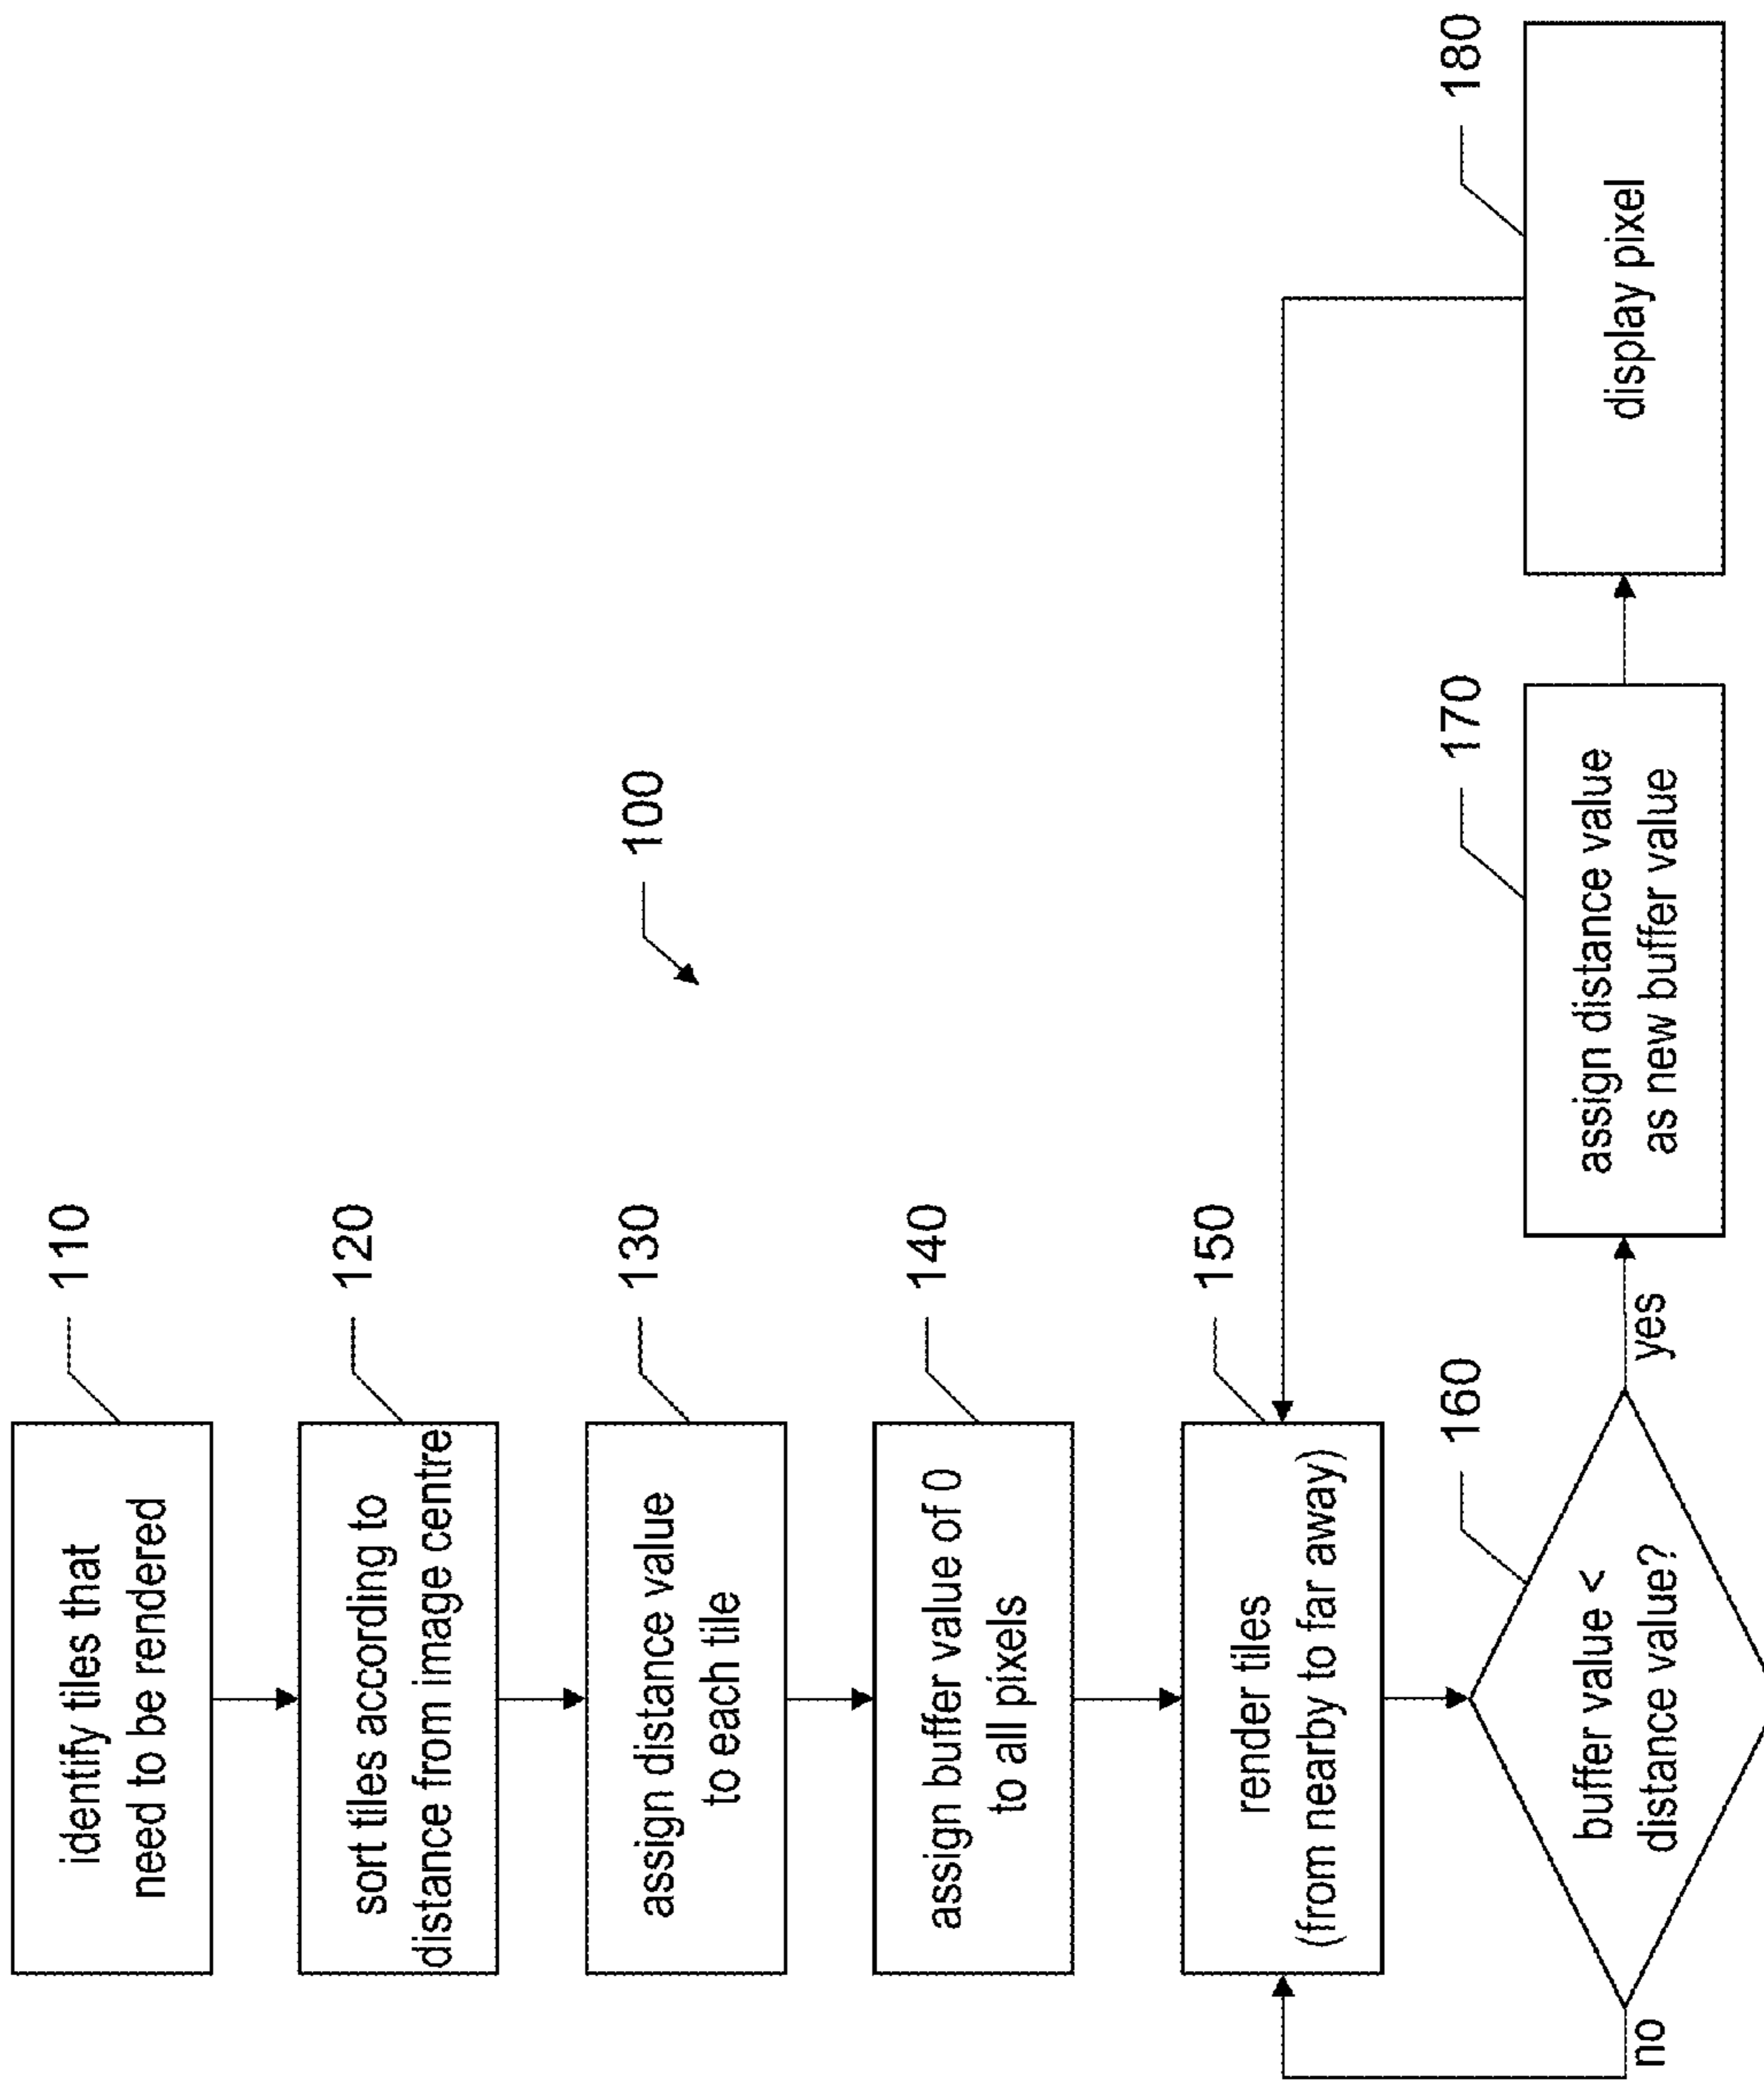 100
110
identify tiles that
need to be rendered
120
sort tiles according to
distance from image centre
130
assign distance value
to each tile
140
assign buffer value of 0
to all pixels
150
render tiles
(from nearby to far away)
160
buffer value <
distance value?
no
yes
170
assign distance value
as new buffer value
180
display pixel